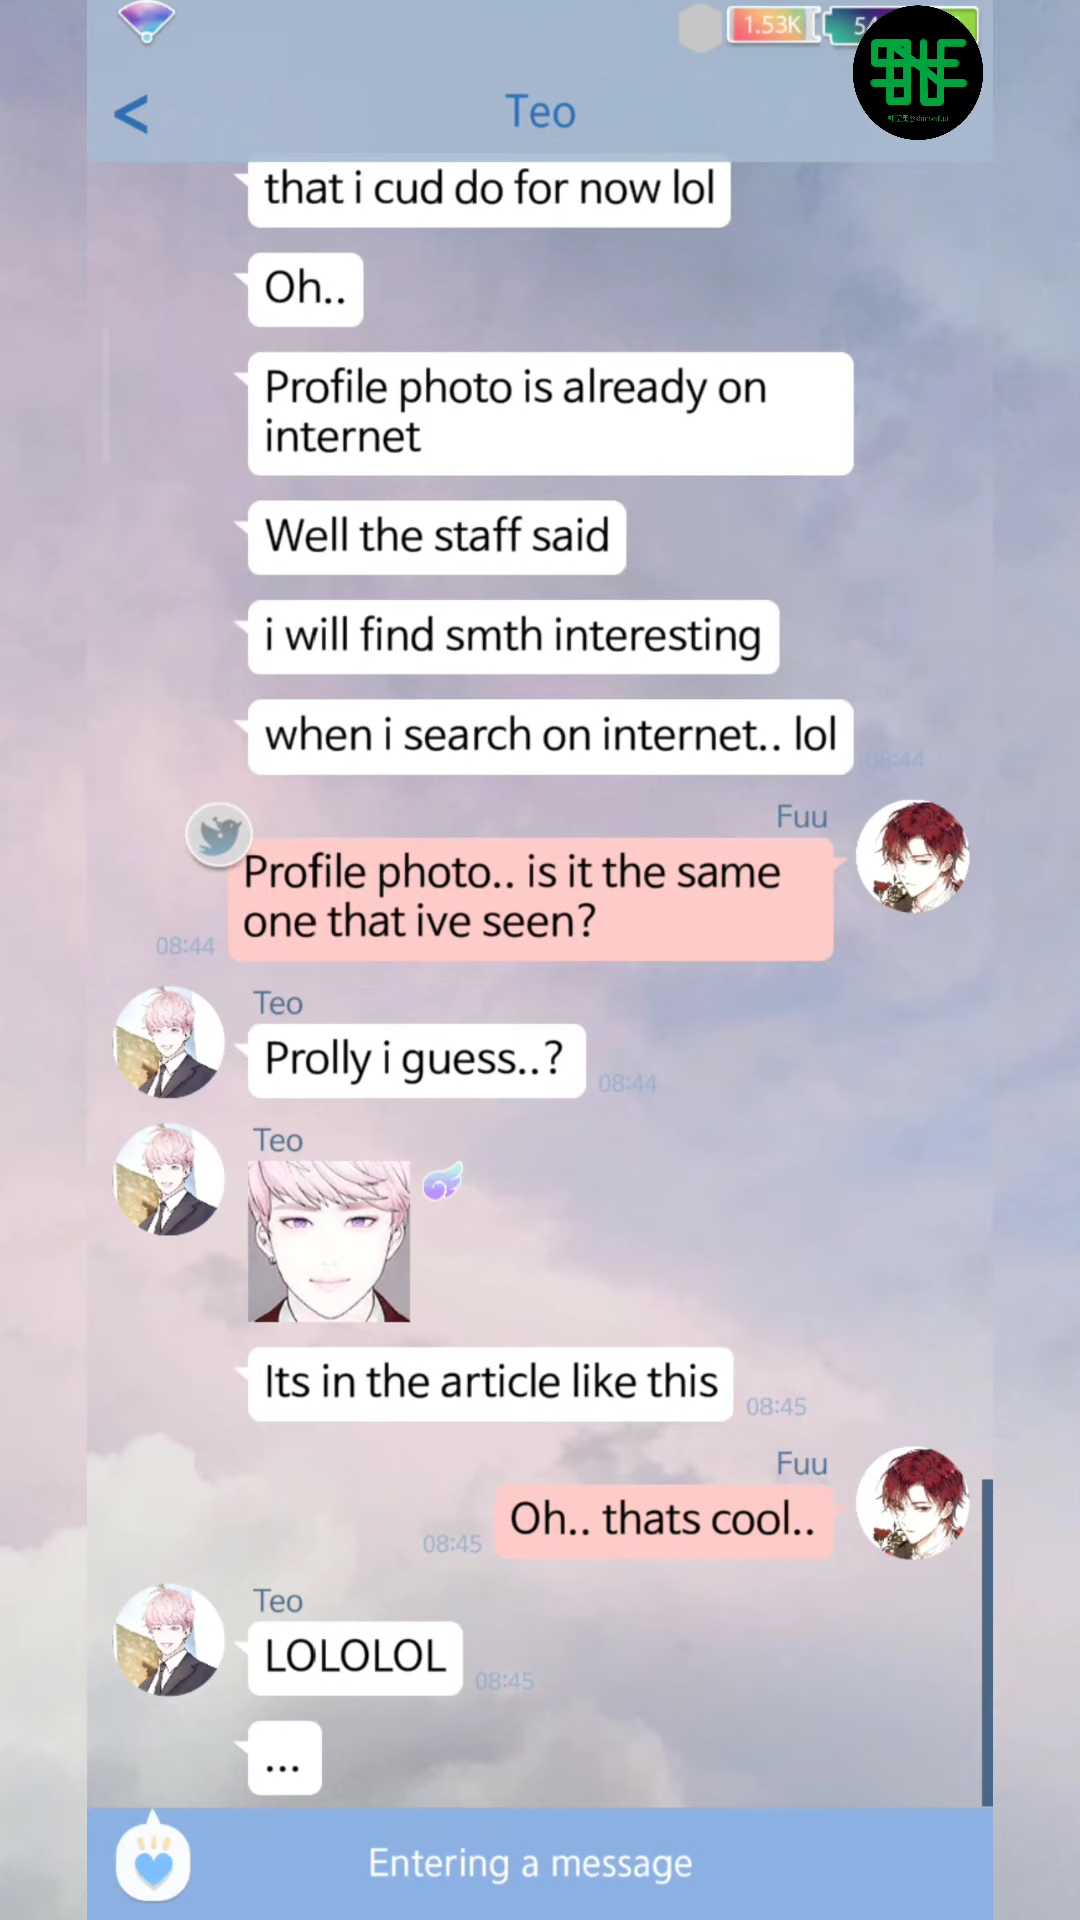 1.53K
Teo
that i cud do for now lol
Oh..
Profile photo is already on
internet
Well the staff said
i will find smth interesting
when i search on internet.. lol
08:44
Fuu
Profile photo.. is it the same
one that ive seen?
08:44
Teo
Prolly i guess..?
08:44
Teo
Its in the article like this
08:45
Fuu
Oh.. thats cool..
08:45
Teo
LOLOLOL
08:45
...
Entering a message